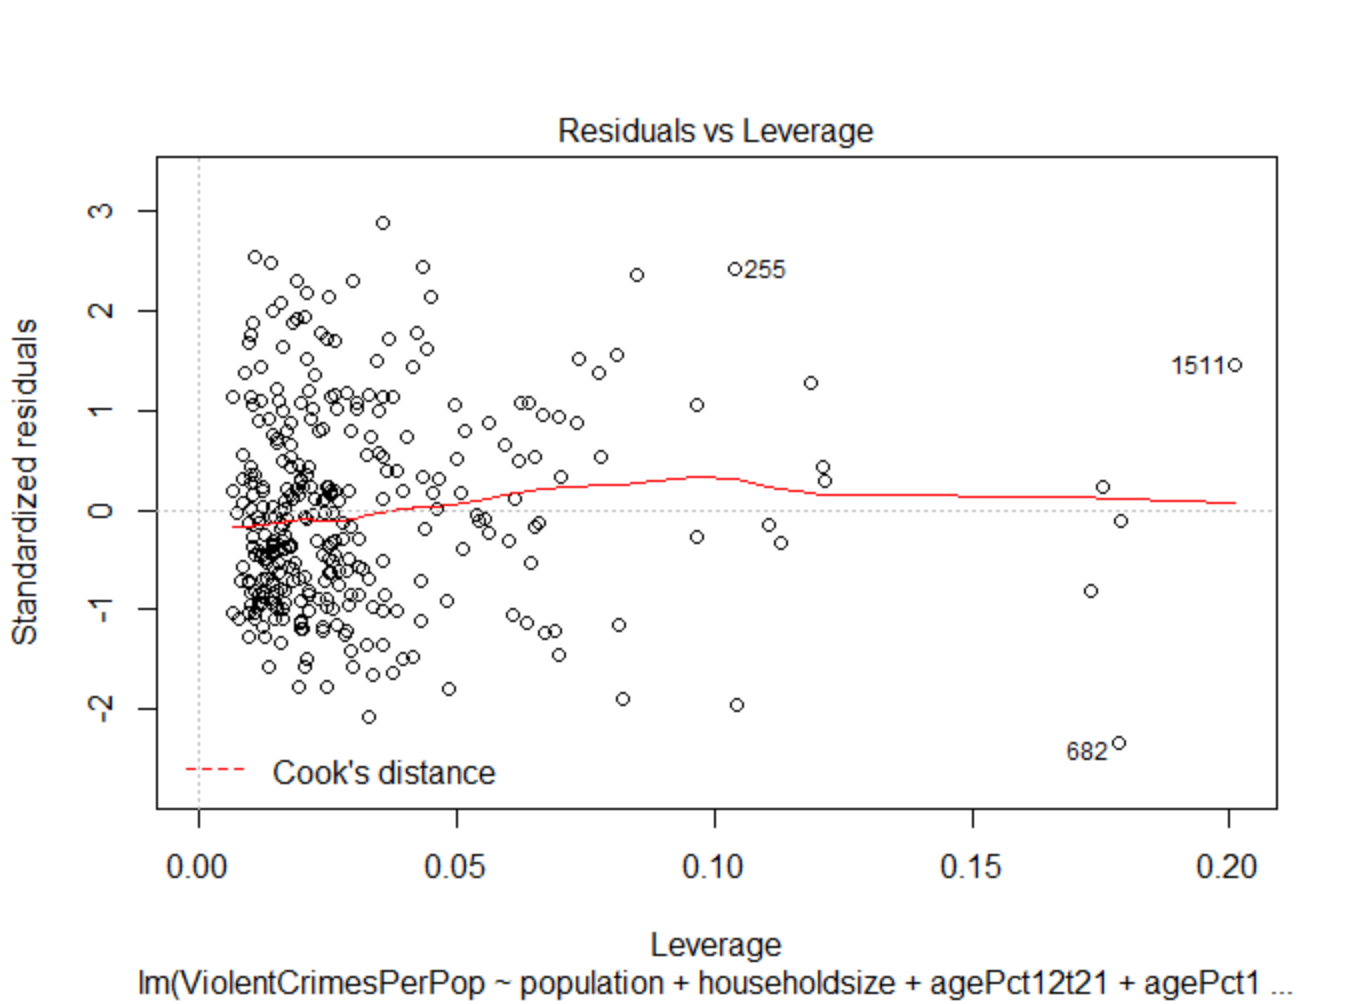 Residuals vs Leverage
Standardized residuals
3
2
1
0
-1
-2
255
1511
682
Cook's distance
0.00 0.05 0.10 0.15 0.20
Leverage
lm(ViolentCrimesPerPop ~ population + householdsize + agePct12t21 + agePct1 ...